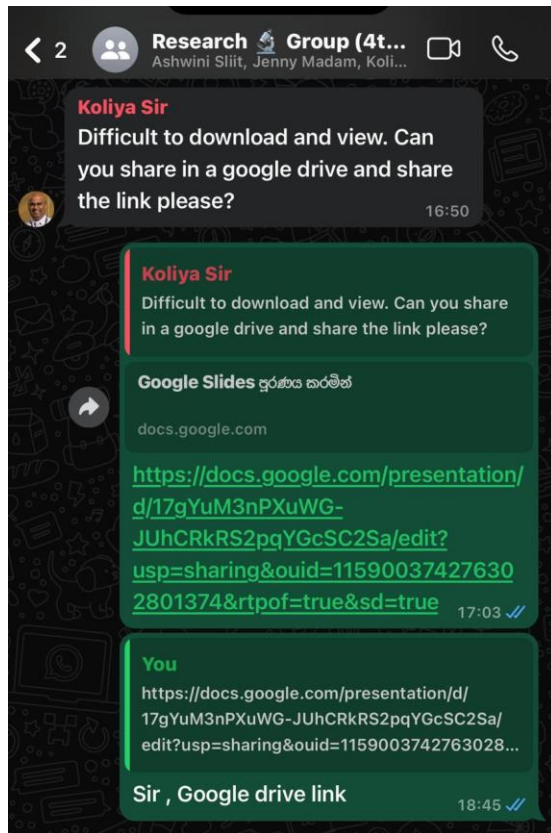 2
Research 🔬 Group (4t...
Ashwini Sliit, Jenny Madam, Koli...
Koliya Sir
Difficult to download and view. Can
you share in a google drive and share
the link please?
16:50
Koliya Sir
Difficult to download and view. Can you share
in a google drive and share the link please?
Google Slides පූරණය කරමින්
docs.google.com
https://docs.google.com/presentation/
d/17gYuM3nPXuWG-
JUhCRkRS2pqYGcSC2Sa/edit?
usp=sharing&ouid=11590037427630
2801374&rtpof=true&sd=true
17:03
You
https://docs.google.com/presentation/d/
17gYuM3nPXuWG-JUhCRkRS2pqYGcSC2Sa/
edit?usp=sharing&ouid=1159003742763028...
Sir , Google drive link
18:45